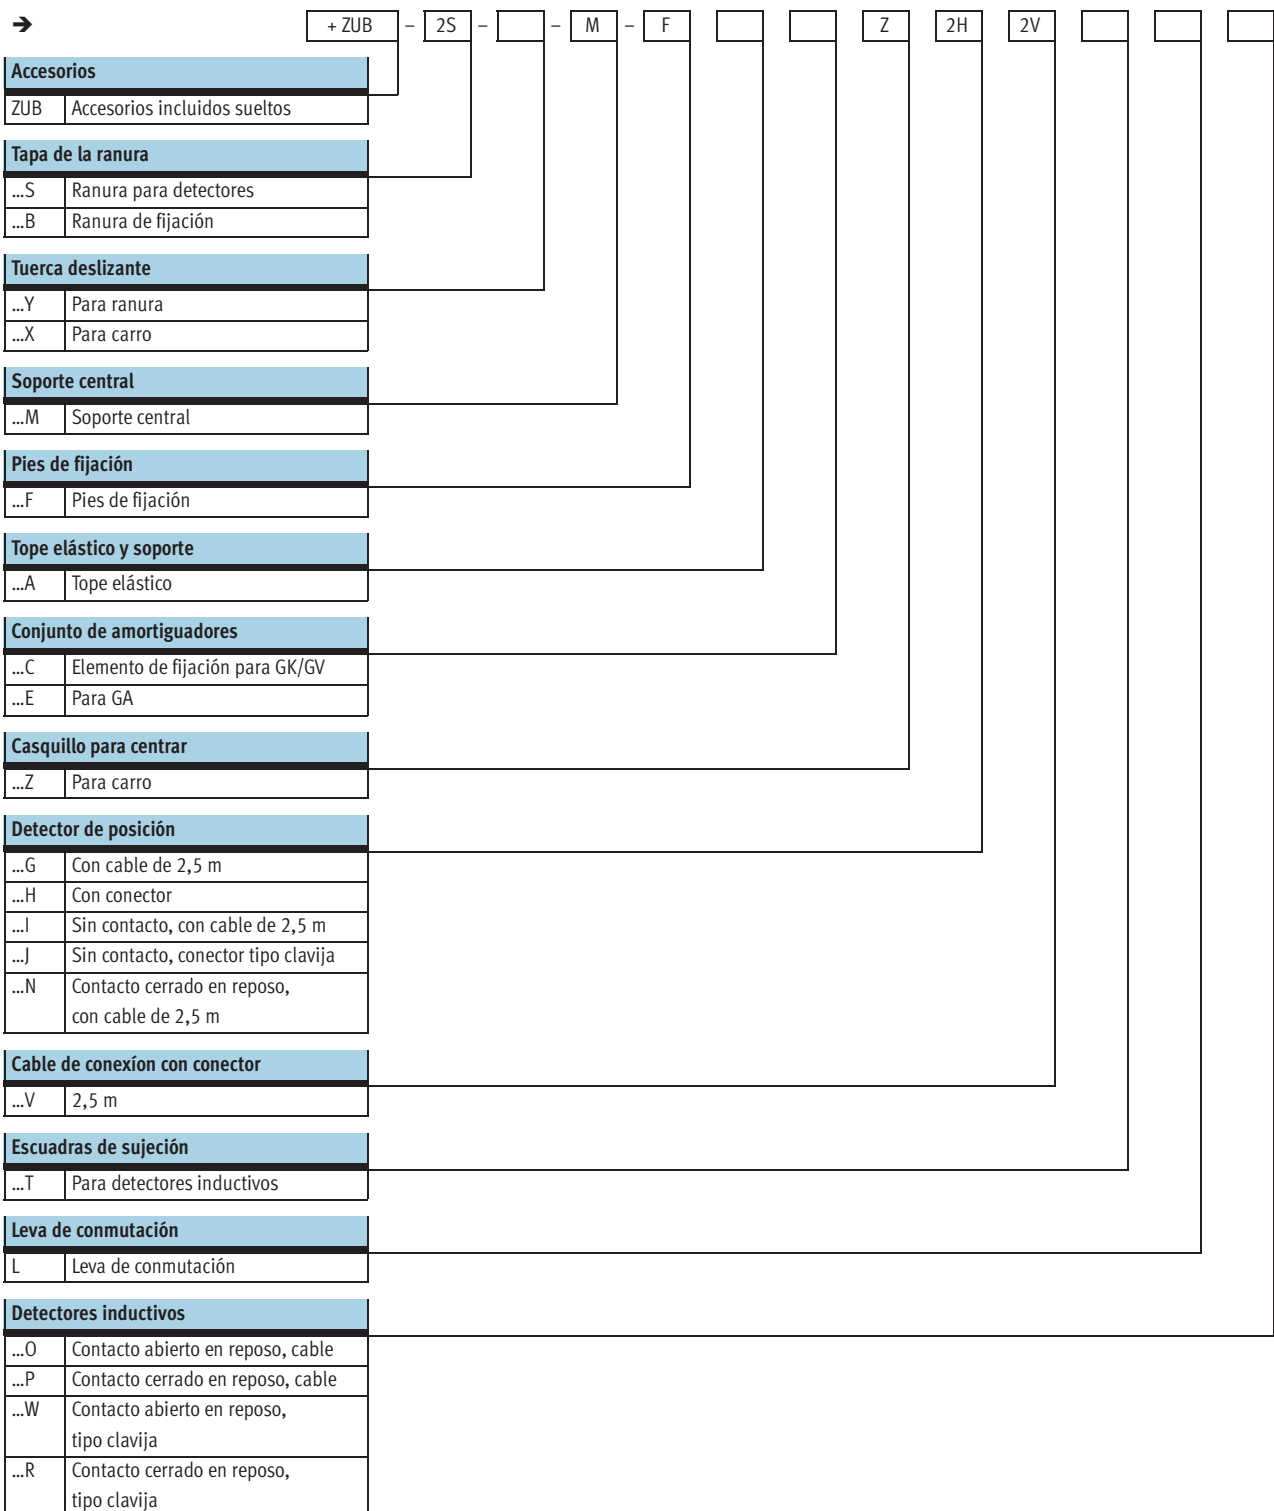 ➔ + ZUB – 2S – – M – F Z 2H 2V
Accesorios
ZUB Accesorios incluidos sueltos
Tapa de la ranura
...S Ranura para detectores
...B Ranura de fijación
Tuerca deslizante
...Y Para ranura
...X Para carro
Soporte central
...M Soporte central
Pies de fijación
...F Pies de fijación
Tope elástico y soporte
...A Tope elástico
Conjunto de amortiguadores
...C Elemento de fijación para GK/GV
...E Para GA
Casquillo para centrar
...Z Para carro
Detector de posición
...G Con cable de 2,5 m
...H Con conector
...I Sin contacto, con cable de 2,5 m
...J Sin contacto, conector tipo clavija
...N Contacto cerrado en reposo,
con cable de 2,5 m
Cable de conexíon con conector
...V 2,5 m
Escuadras de sujeción
...T Para detectores inductivos
Leva de conmutación
L Leva de conmutación
Detectores inductivos
...O Contacto abierto en reposo, cable
...P Contacto cerrado en reposo, cable
...W Contacto abierto en reposo,
tipo clavija
...R Contacto cerrado en reposo,
tipo clavija